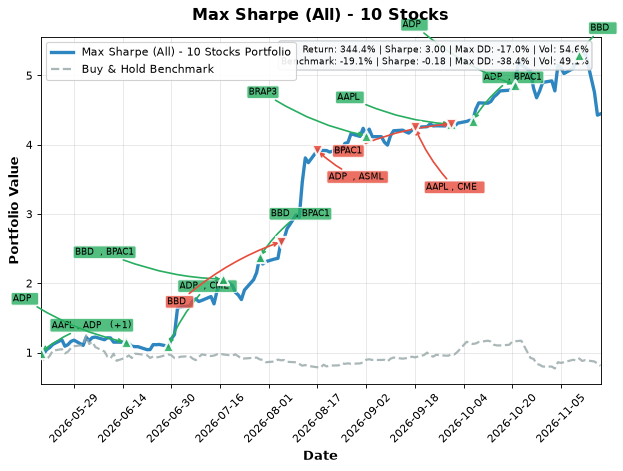 Max Sharpe (All) - 10 Stocks
ADP
BBD
Max Sharpe (All) - 10 Stocks Portfolio
Buy & Hold Benchmark
Return: 344.4% | Sharpe: 3.00 | Max DD: -17.0% | Vol: 54.6%
Benchmark: -19.1% | Sharpe: -0.18 | Max DD: -38.4% | Vol: 49.1%
5
ADP , BPAC1
BRAP3
AAPL
4
BPAC1
ADP , ASML
AAPL, CME
3
BBD , BPAC1
BBD , BPAC1
2
ADP , CME
BBD
ADP
AAPL, ADP (+1)
1
Portfolio Value
2026-05-29
2026-06-14
2026-06-30
2026-07-16
2026-08-01
2026-08-17
2026-09-02
2026-09-18
2026-10-04
2026-10-20
2026-11-05
Date